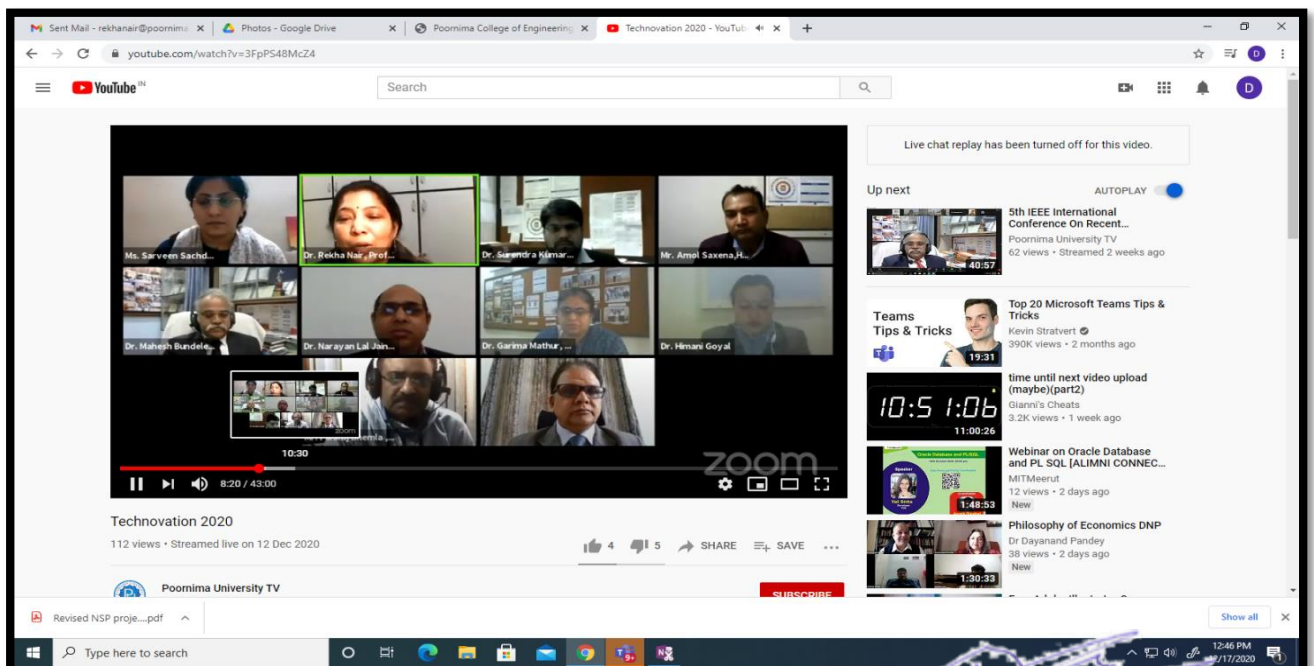 Sent Mail - rekhanair@poornima
Photos - Google Drive
Poornima College of Engineering
Technovation 2020 - YouTub
youtube.com/watch?v=3FpPS48McZ4
D
YouTube IN
Search
D
Ms. Sarveen Sachd...
Dr. Rekha Nair, Prof...
Dr. Surendra Kumar...
Mr. Amol Saxena,H...
Dr. Mahesh Bundele...
Dr. Narayan Lal Jain...
Dr. Garima Mathur, ...
Dr. Himani Goyal
zoom
10:30
zoom
8:20 / 43:00
Technovation 2020
112 views • Streamed live on 12 Dec 2020
4
5
SHARE
SAVE
Poornima University TV
SUBSCRIBE
Live chat replay has been turned off for this video.
Up next
AUTOPLAY
5th IEEE International
Conference On Recent...
Poornima University TV
62 views • Streamed 2 weeks ago
40:57
Teams
Tips & Tricks
19:31
Top 20 Microsoft Teams Tips &
Tricks
Kevin Stratvert
390K views • 2 months ago
10:51:06
11:00:26
time until next video upload
(maybe)(part2)
Gianni's Cheats
3.2K views • 1 week ago
Speaker
1:48:53
Webinar on Oracle Database
and PL SQL [ALIMNI CONNEC...
MITMeerut
12 views • 2 days ago
New
1:30:33
Philosophy of Economics DNP
Dr Dayanand Pandey
38 views • 2 days ago
New
Revised NSP proje....pdf
Show all
Type here to search
12:46 PM
12/17/2020